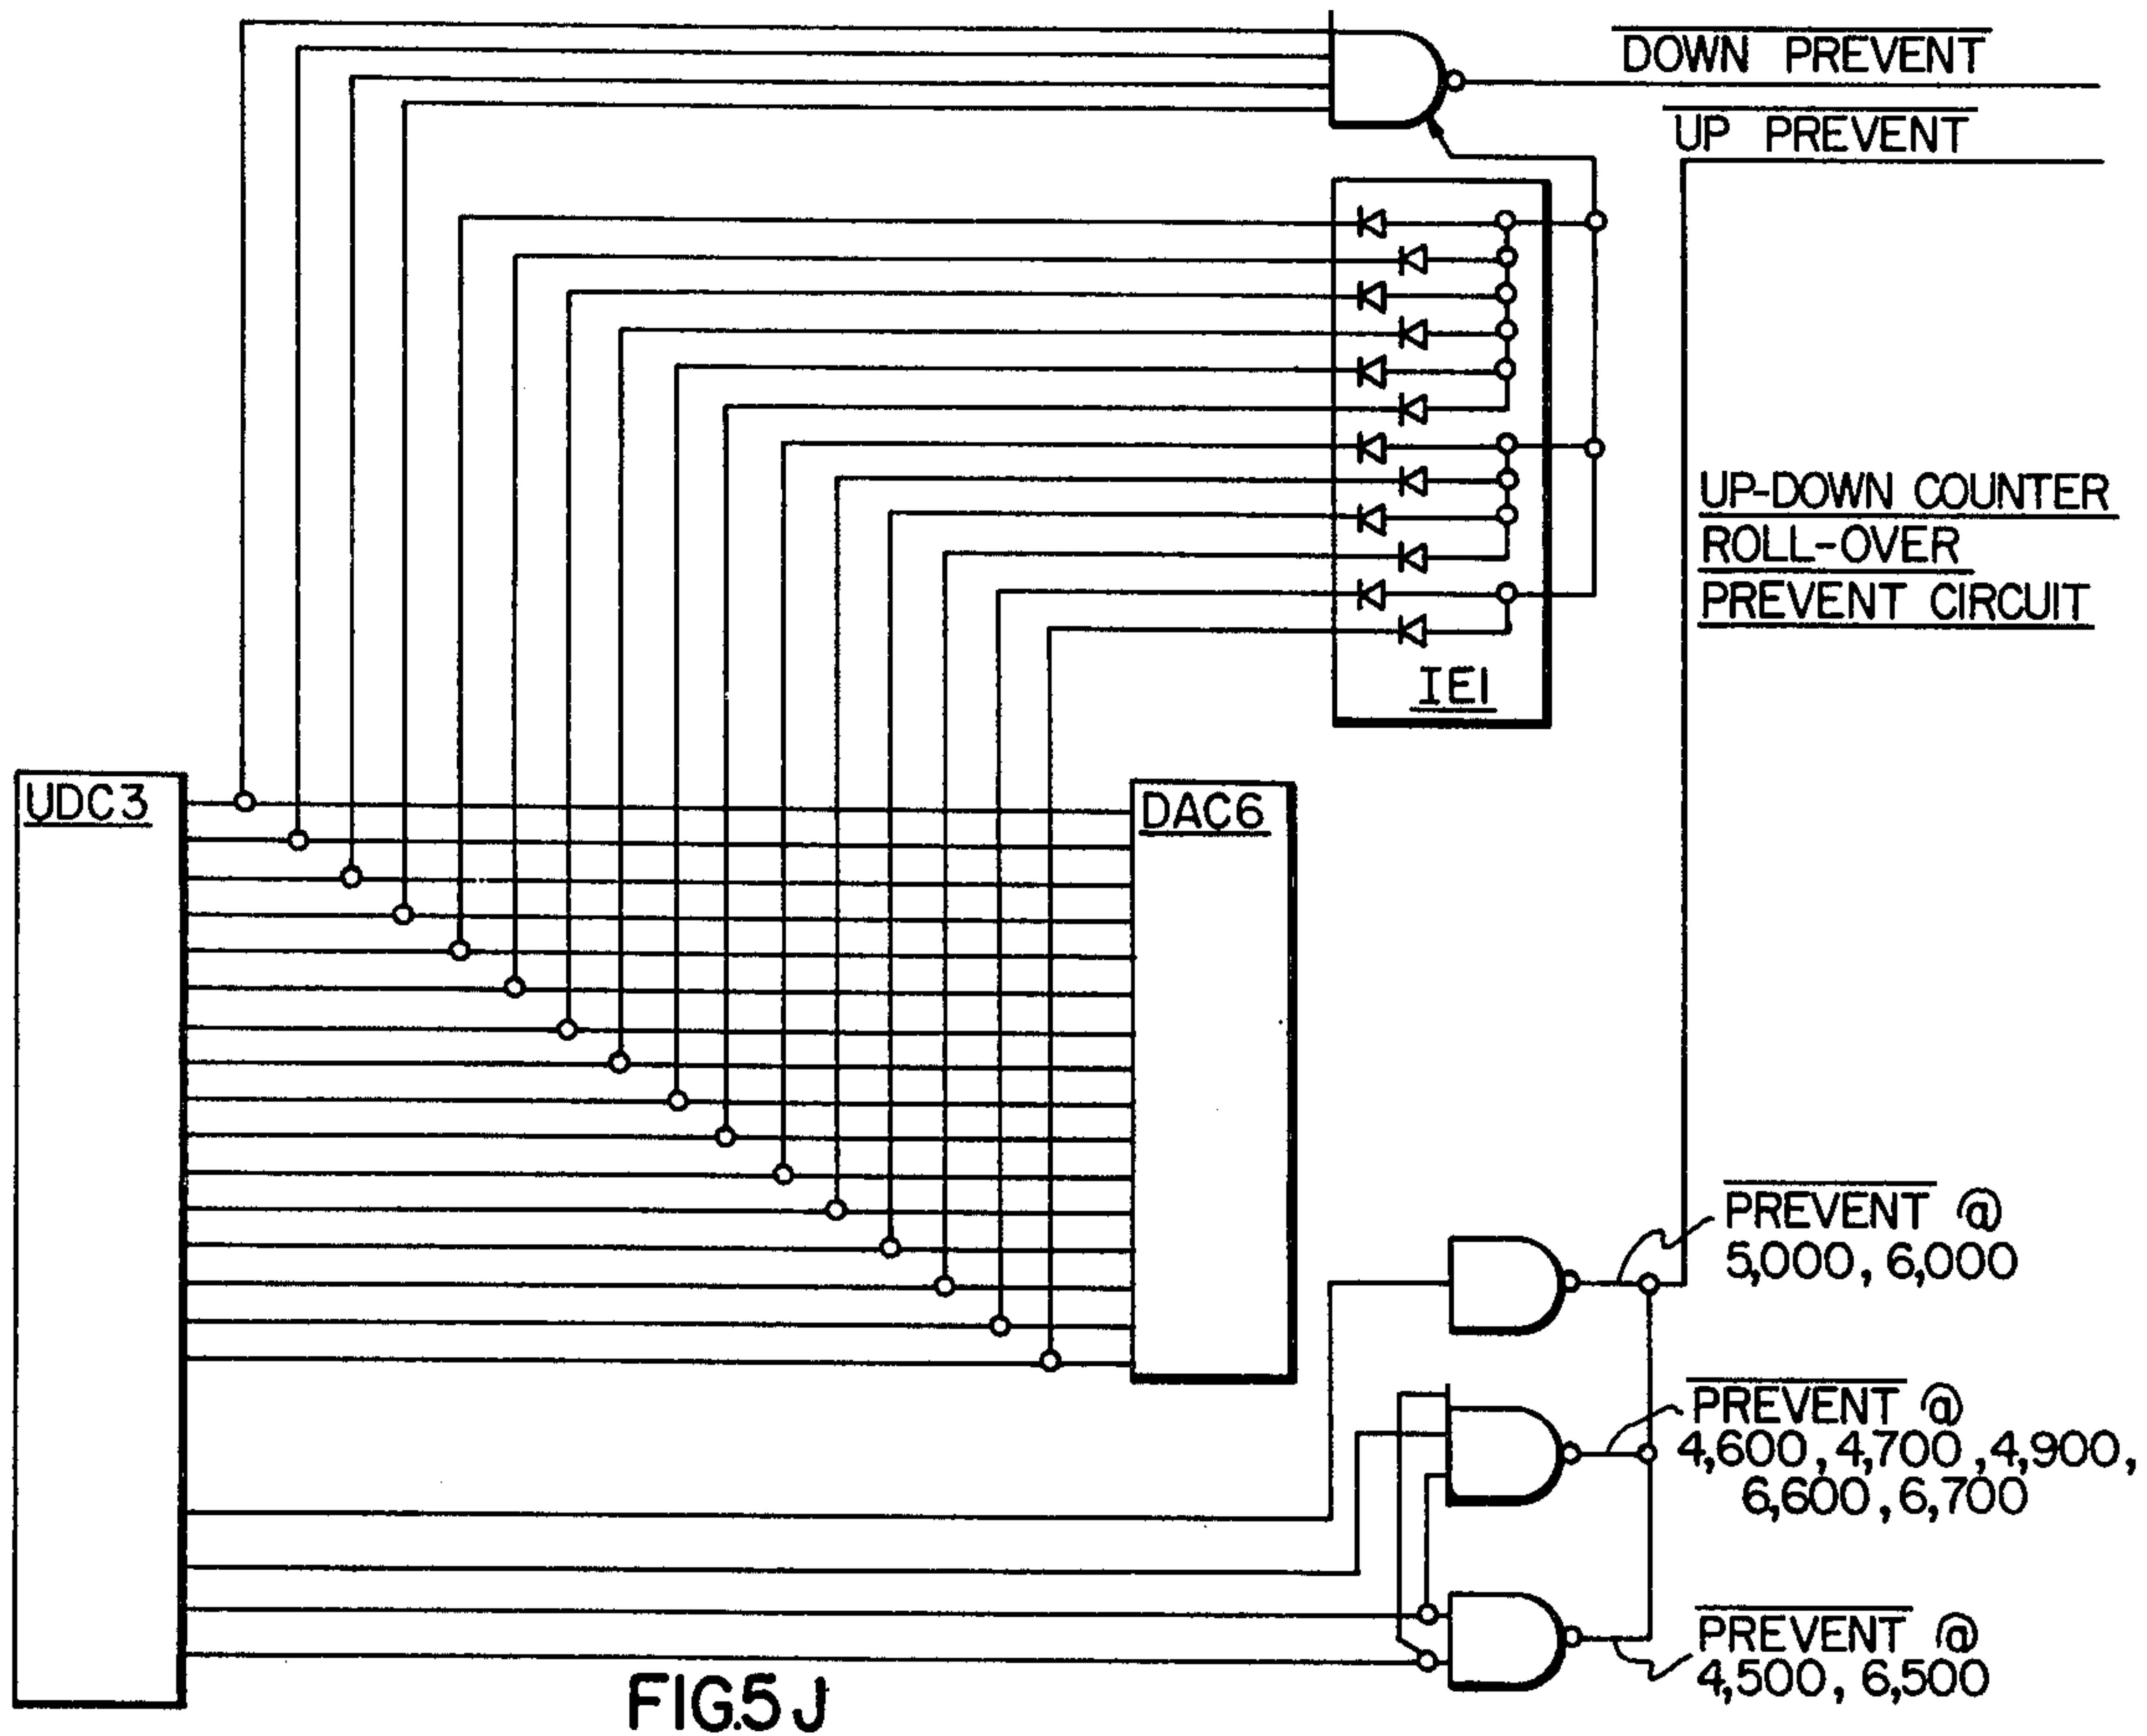 DOWN PREVENT
UP PREVENT
UP-DOWN COUNTER
ROLL-OVER
PREVENT CIRCUIT
IE1
UDC3
DAC6
PREVENT @
5,000, 6,000
PREVENT @
4,600, 4,700, 4,900,
6,600, 6,700
PREVENT @
4,500, 6,500
FIG.5J